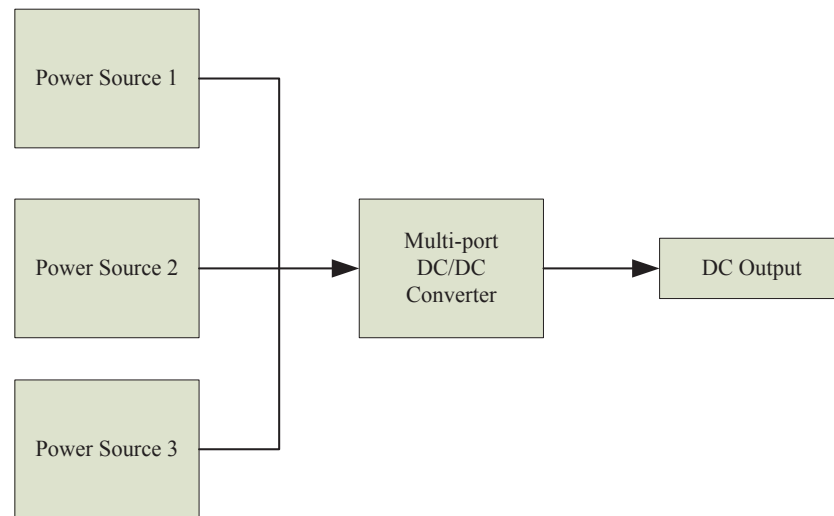 Power Source 1
Power Source 2
Power Source 3
Multi-port
DC/DC
Converter
DC Output